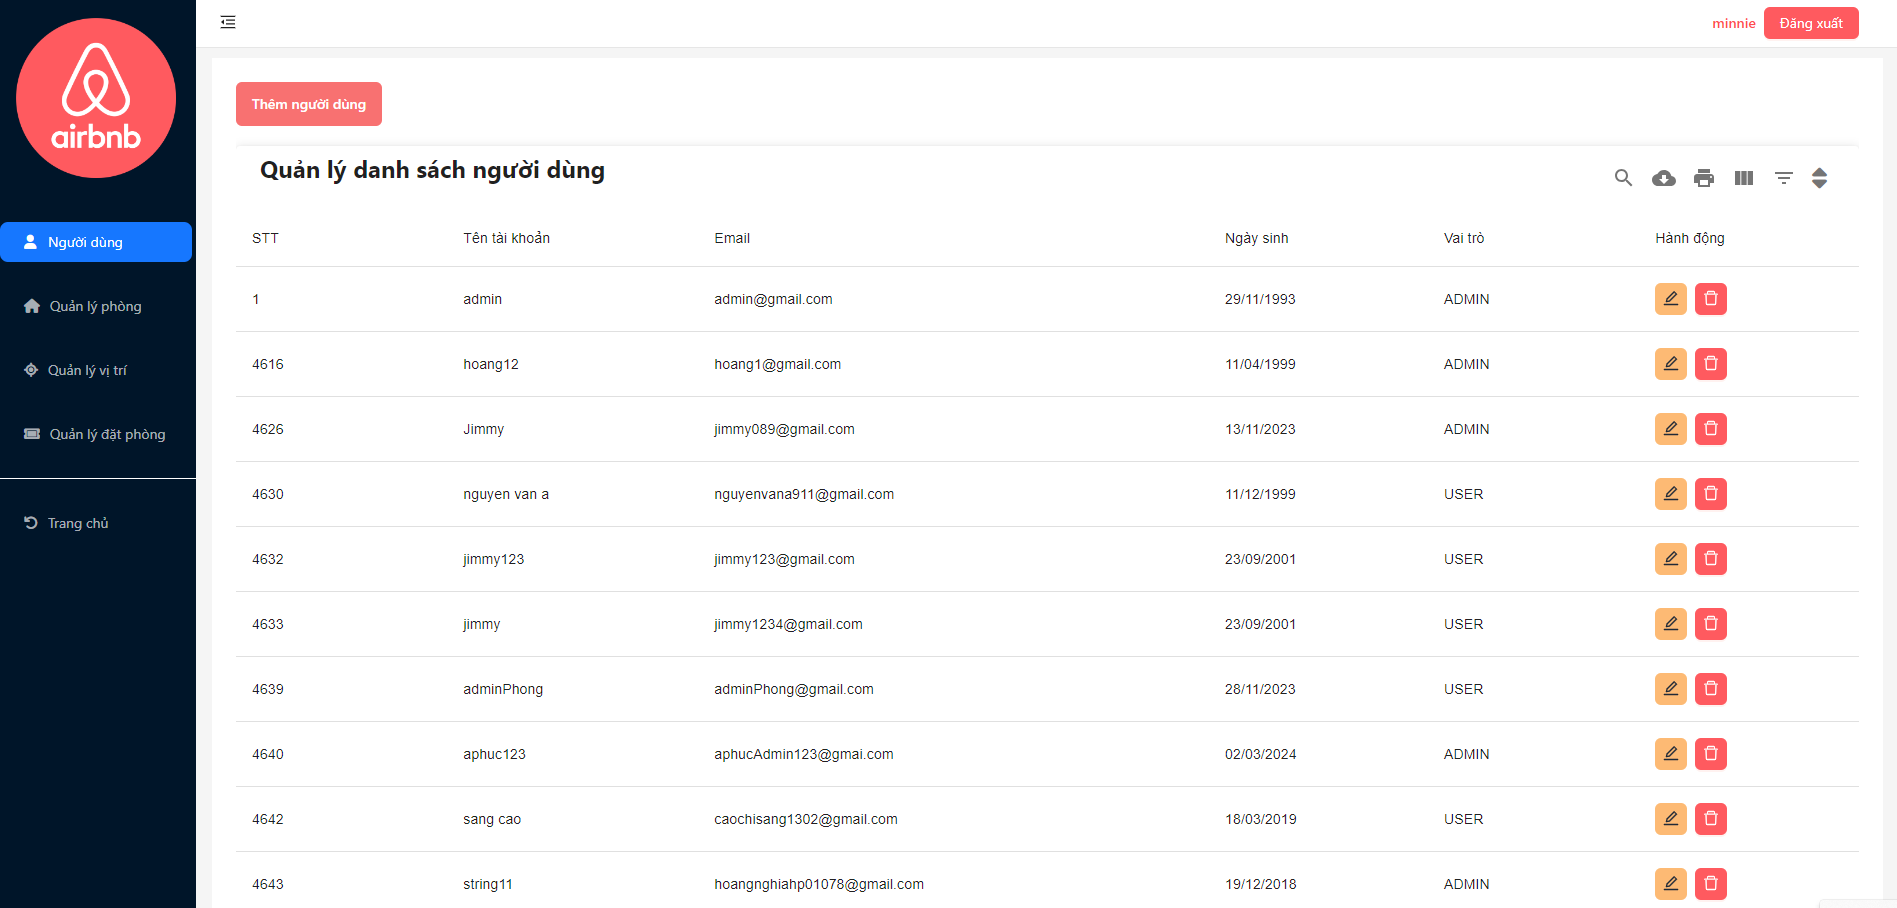 airbnb
Người dùng
Quản lý phòng
Quản lý vị trí
Quản lý đặt phòng
Trang chủ
minnie Đăng xuất
Thêm người dùng
Quản lý danh sách người dùng
STT Tên tài khoản Email Ngày sinh Vai trò Hành động
1 admin admin@gmail.com 29/11/1993 ADMIN
4616 hoang12 hoang1@gmail.com 11/04/1999 ADMIN
4626 Jimmy jimmy089@gmail.com 13/11/2023 ADMIN
4630 nguyen van a nguyenvana911@gmail.com 11/12/1999 USER
4632 jimmy123 jimmy123@gmail.com 23/09/2001 USER
4633 jimmy jimmy1234@gmail.com 23/09/2001 USER
4639 adminPhong adminPhong@gmail.com 28/11/2023 USER
4640 aphuc123 aphucAdmin123@gmai.com 02/03/2024 ADMIN
4642 sang cao caochisang1302@gmail.com 18/03/2019 USER
4643 string11 hoangnghiahp01078@gmail.com 19/12/2018 ADMIN